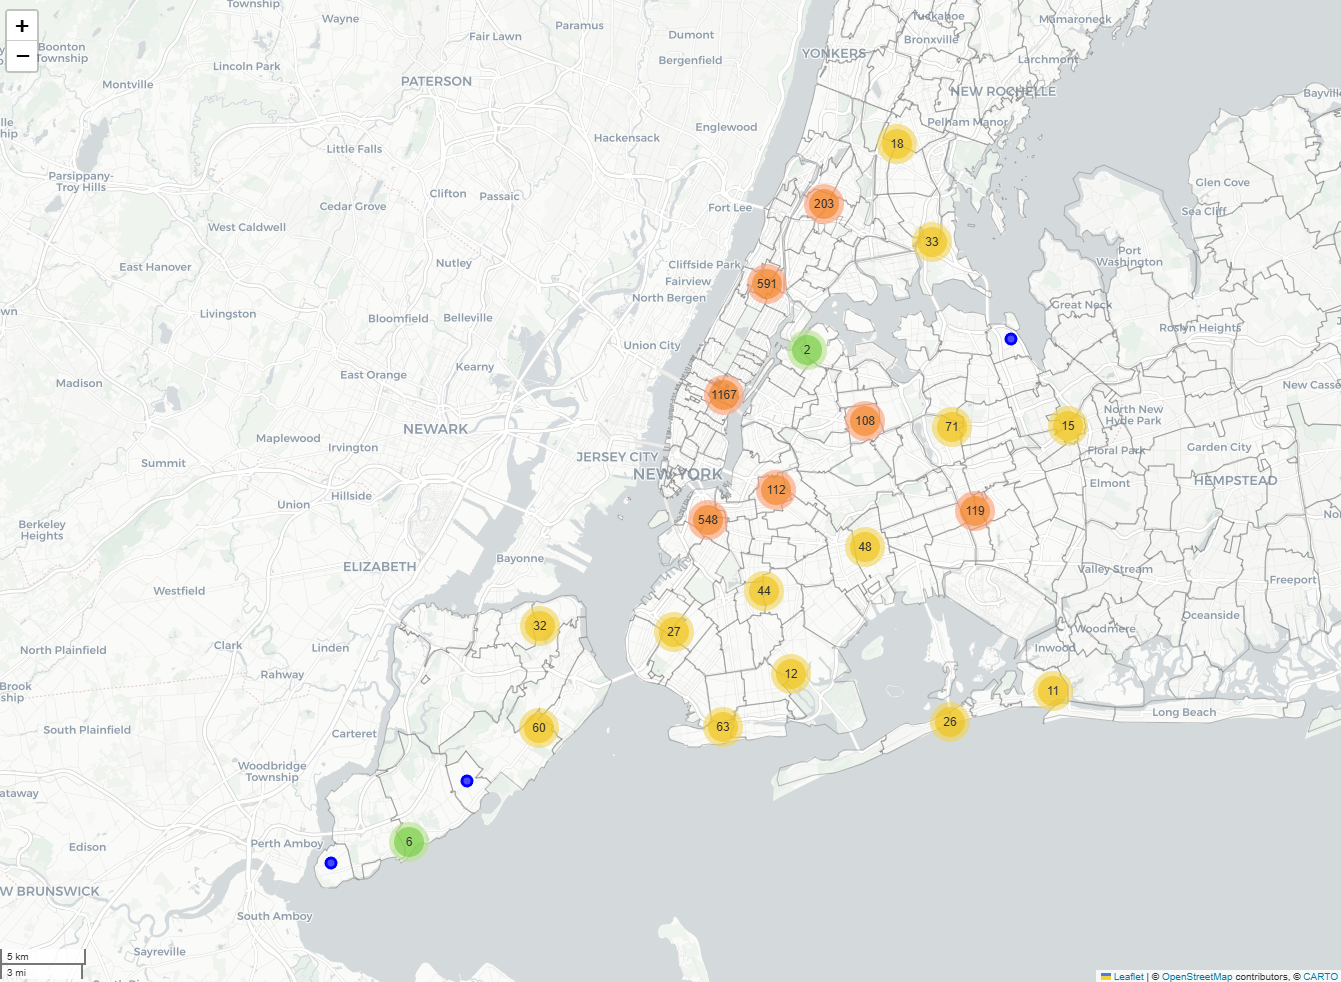 +
−
Township
Wayne
Paramus
Fair Lawn
Dumont
Bergenfield
Boonton
Township
Lincoln Park
Montville
PATERSON
Tuckahoe
Bronxville
Mamaroneck
YONKERS
Larchmont
NEW ROCHELLE
Bayville
Pelham Manor
Englewood
Hackensack
Little Falls
Parsippany-
Troy Hills
Clifton
Passaic
Cedar Grove
Fort Lee
West Caldwell
Glen Cove
Sea Cliff
Port
Washington
Nutley
East Hanover
Cliffside Park
Fairview
North Bergen
Great Neck
Roslyn Heights
Livingston
Bloomfield
Belleville
Union City
Kearny
East Orange
Madison
New Casse
NEWARK
Maplewood
Irvington
North New
Hyde Park
Garden City
Floral Park
JERSEY CITY
NEW YORK
Summit
Elmont
HEMPSTEAD
Hillside
Union
Berkeley
Heights
Bayonne
ELIZABETH
Valley Stream
Freeport
Westfield
Oceanside
Woodmere
Inwood
Clark
Linden
North Plainfield
Rahway
Brook
ship
South Plainfield
Carteret
Long Beach
Woodbridge
Township
ataway
Edison
Perth Amboy
W BRUNSWICK
South Amboy
Sayreville
18
203
33
591
2
1167
108
71
15
112
119
548
48
44
32
27
12
60
63
26
11
6
5 km
3 mi
Leaflet | © OpenStreetMap contributors, © CARTO